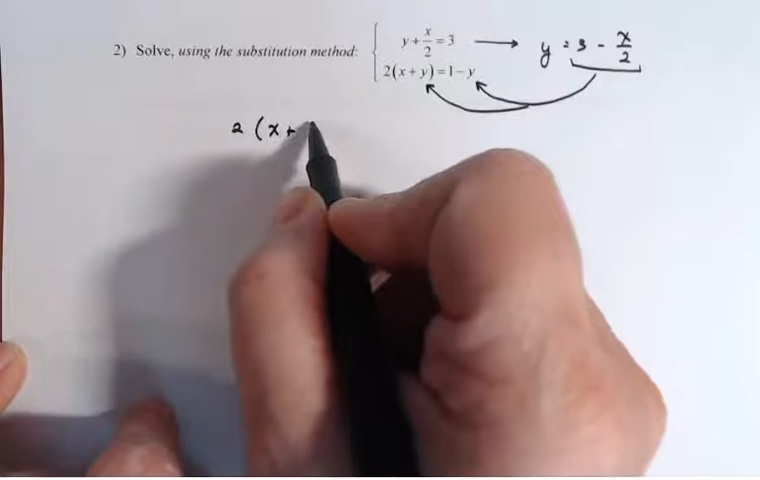 2) Solve, using the substitution method: { y + x/2 = 3 → y = 3 - x/2
2(x + y) = 1 - y
2 (x +